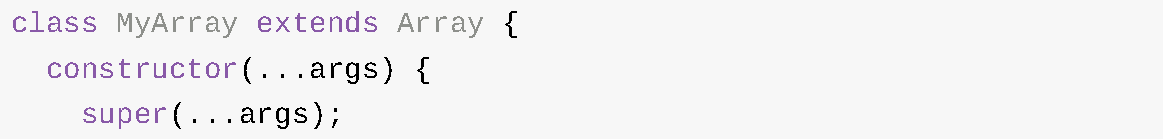 class MyArray extends Array {
  constructor(...args) {
    super(...args);